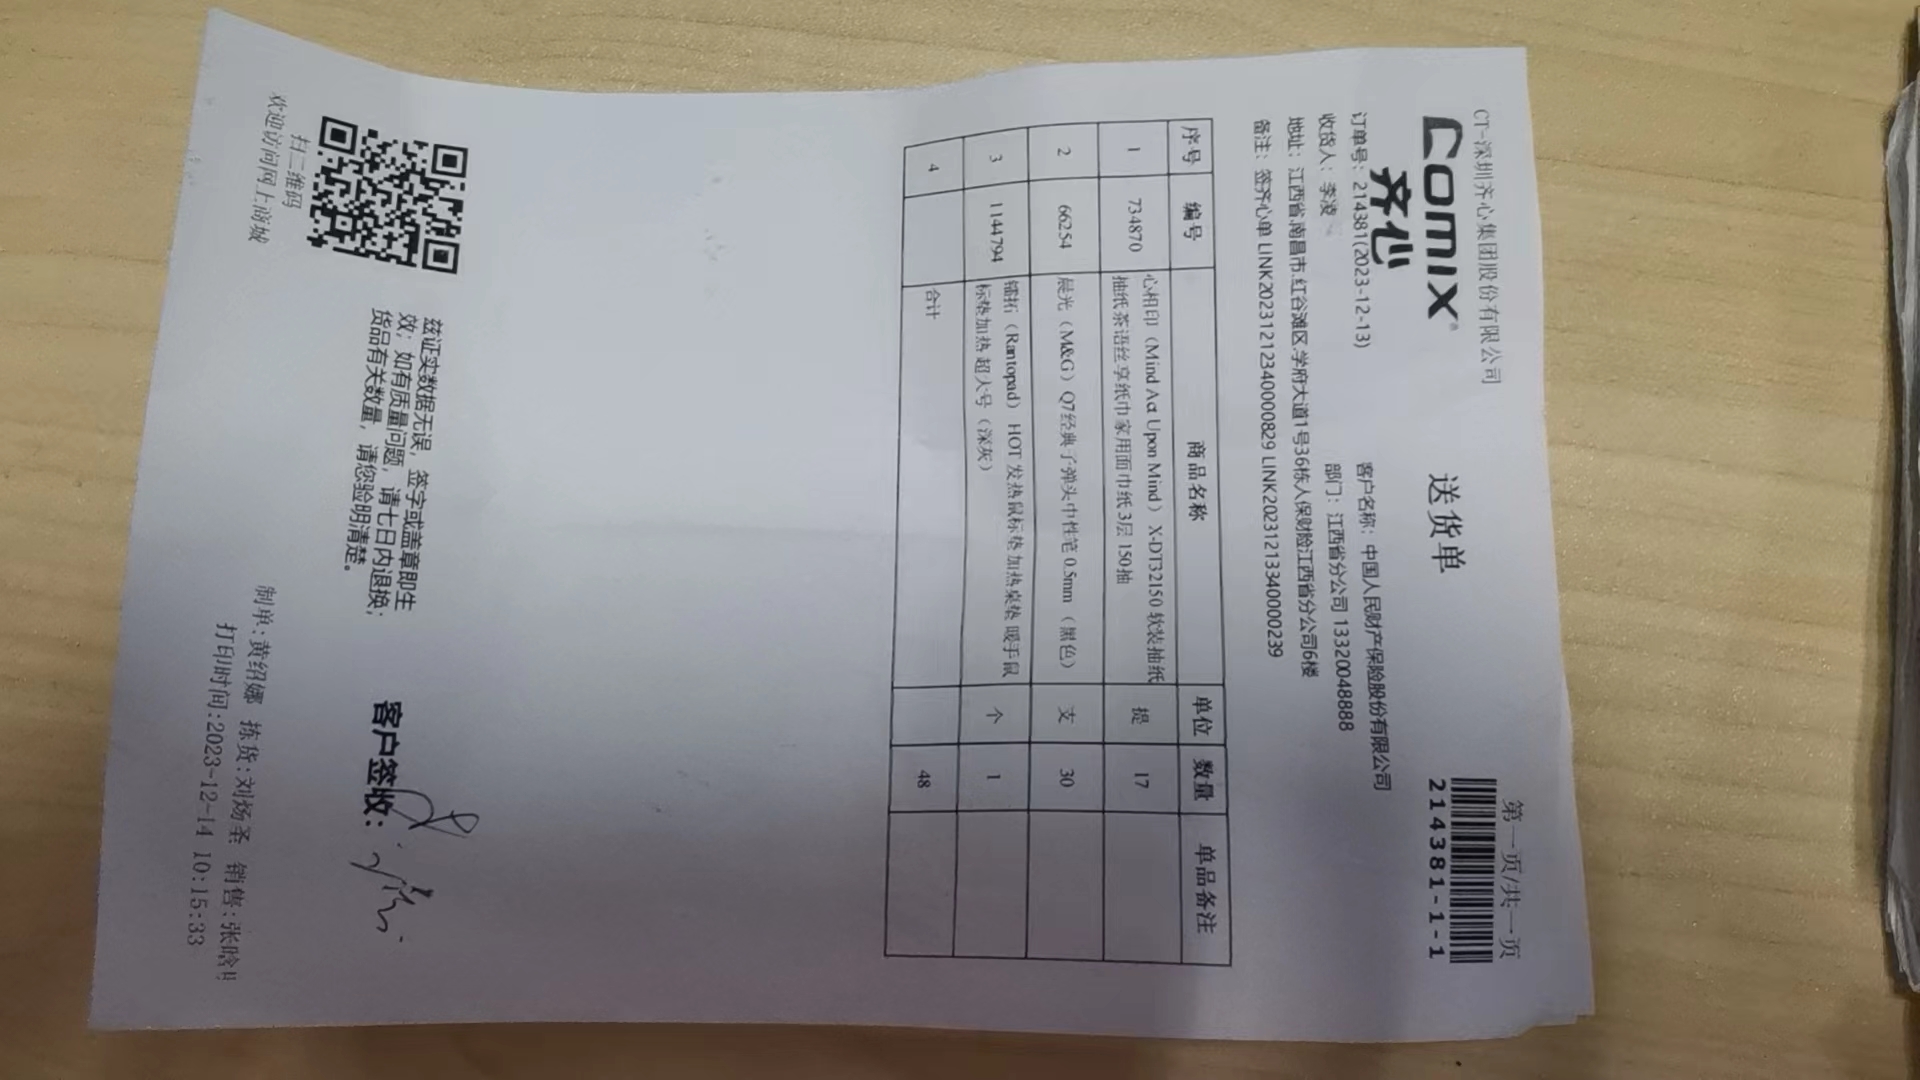 CT-深圳齐心集团股份有限公司
第一页/共一页
COMIX®
齐心
送货单
214381-1-1
订单号：214381(2023-12-13)
客户名称：中国人民财产保险股份有限公司
收货人：李凌
部门：江西省分公司 13320048888
地址：江西省.南昌市.红谷滩区.学府大道1号36栋人保财险江西省分公司6楼
备注：签齐心单 LINK2023121234000829 LINK2023121334000239
序号 编号 商品名称 单位 数量 单品备注
1 734870 心相印（Mind Act Upon Mind）X-DT32150 软装抽纸 提 17
抽纸 茶语丝享纸巾 家用面巾纸 3层 150抽
2 66254 晨光（M&G）Q7经典子弹头中性笔 0.5mm（黑色） 支 30
3 1144794 镭拓（Rantopad）HOT 发热鼠标垫 加热桌垫 暖手鼠 个 1
标垫加热 超大号（深灰）
4 合计 48
兹证实数据无误，签字或盖章即生
效；如有质量问题，请七日内退换；
货品有关数量，请您验明清楚。
客户签收：
扫二维码
欢迎访问网上商城
制单:黄绍娜 拣货:刘炀圣 销售:张晗
打印时间:2023-12-14 10:15:33